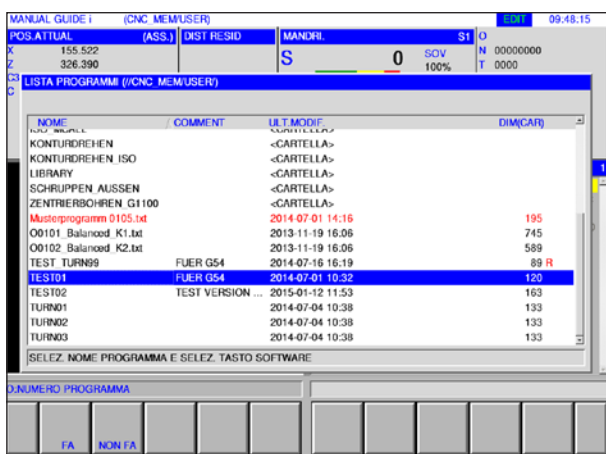 MANUAL GUIDE i (CNC_MEM/USER) EDIT 09:48:15
POS.ATTUAL (ASS.) DIST RESID MANDRI. S1 O
X 155.522 S 0 SOV N 00000000
Z 326.390 100% T 0000
C3
C
LISTA PROGRAMMI (//CNC_MEM/USER/)
NOME / COMMENT ULT.MODIF. DIM(CAR)
<CARTELLA>
KONTURDREHEN <CARTELLA>
KONTURDREHEN_ISO <CARTELLA>
LIBRARY <CARTELLA>
SCHRUPPEN_AUSSEN <CARTELLA>
ZENTRIERBOHREN_G1100 <CARTELLA>
Musterprogramm 0105.txt 2014-07-01 14:16 195
O0101_Balanced_K1.txt 2013-11-19 16:06 745
O0102_Balanced_K2.txt 2013-11-19 16:06 589
TEST_TURN99 FUER G54 2014-07-16 16:19 89 R
TEST01 FUER G54 2014-07-01 10:32 120
TEST02 TEST VERSION ... 2015-01-12 11:53 163
TURN01 2014-07-04 10:38 133
TURN02 2014-07-04 10:38 133
TURN03 2014-07-04 10:38 133
SELEZ. NOME PROGRAMMA E SELEZ. TASTO SOFTWARE
O:NUMERO PROGRAMMA
FA NON FA